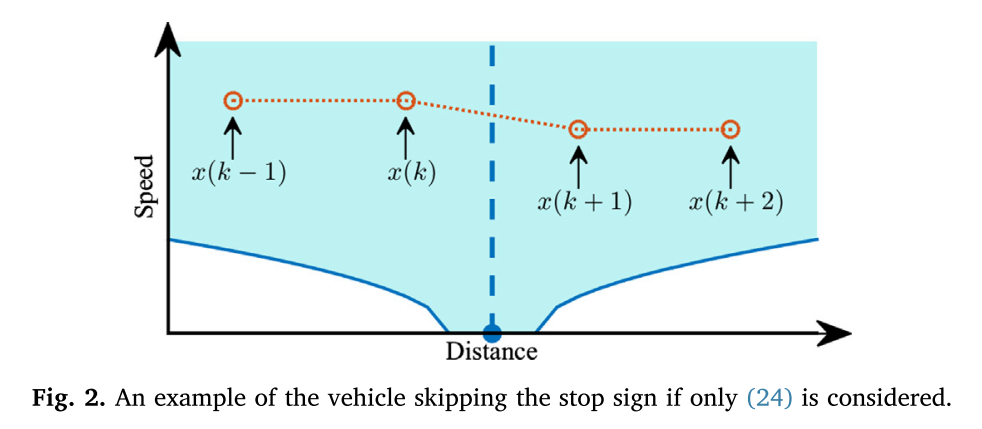 Speed
x(k − 1)
x(k)
x(k + 1)
x(k + 2)
Distance
Fig. 2. An example of the vehicle skipping the stop sign if only (24) is considered.